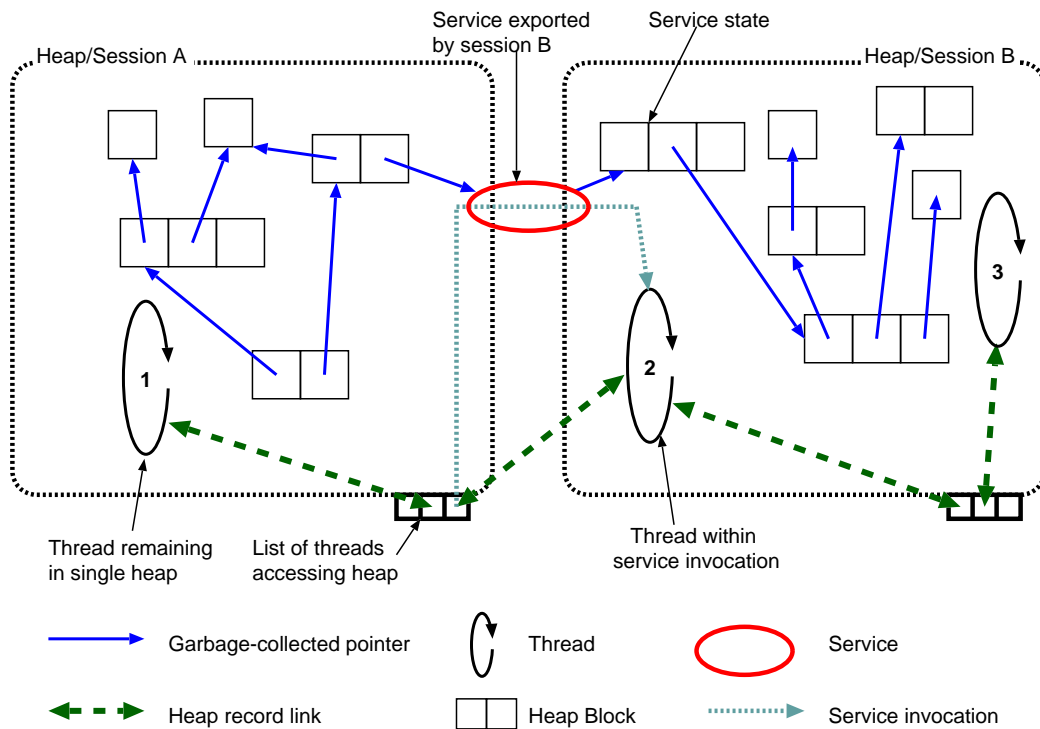 Service exported
by session B
Service state
Heap/Session A
Heap/Session B
1
2
3
Thread remaining
in single heap
List of threads
accessing heap
Thread within
service invocation
Garbage-collected pointer
Thread
Service
Heap record link
Heap Block
Service invocation